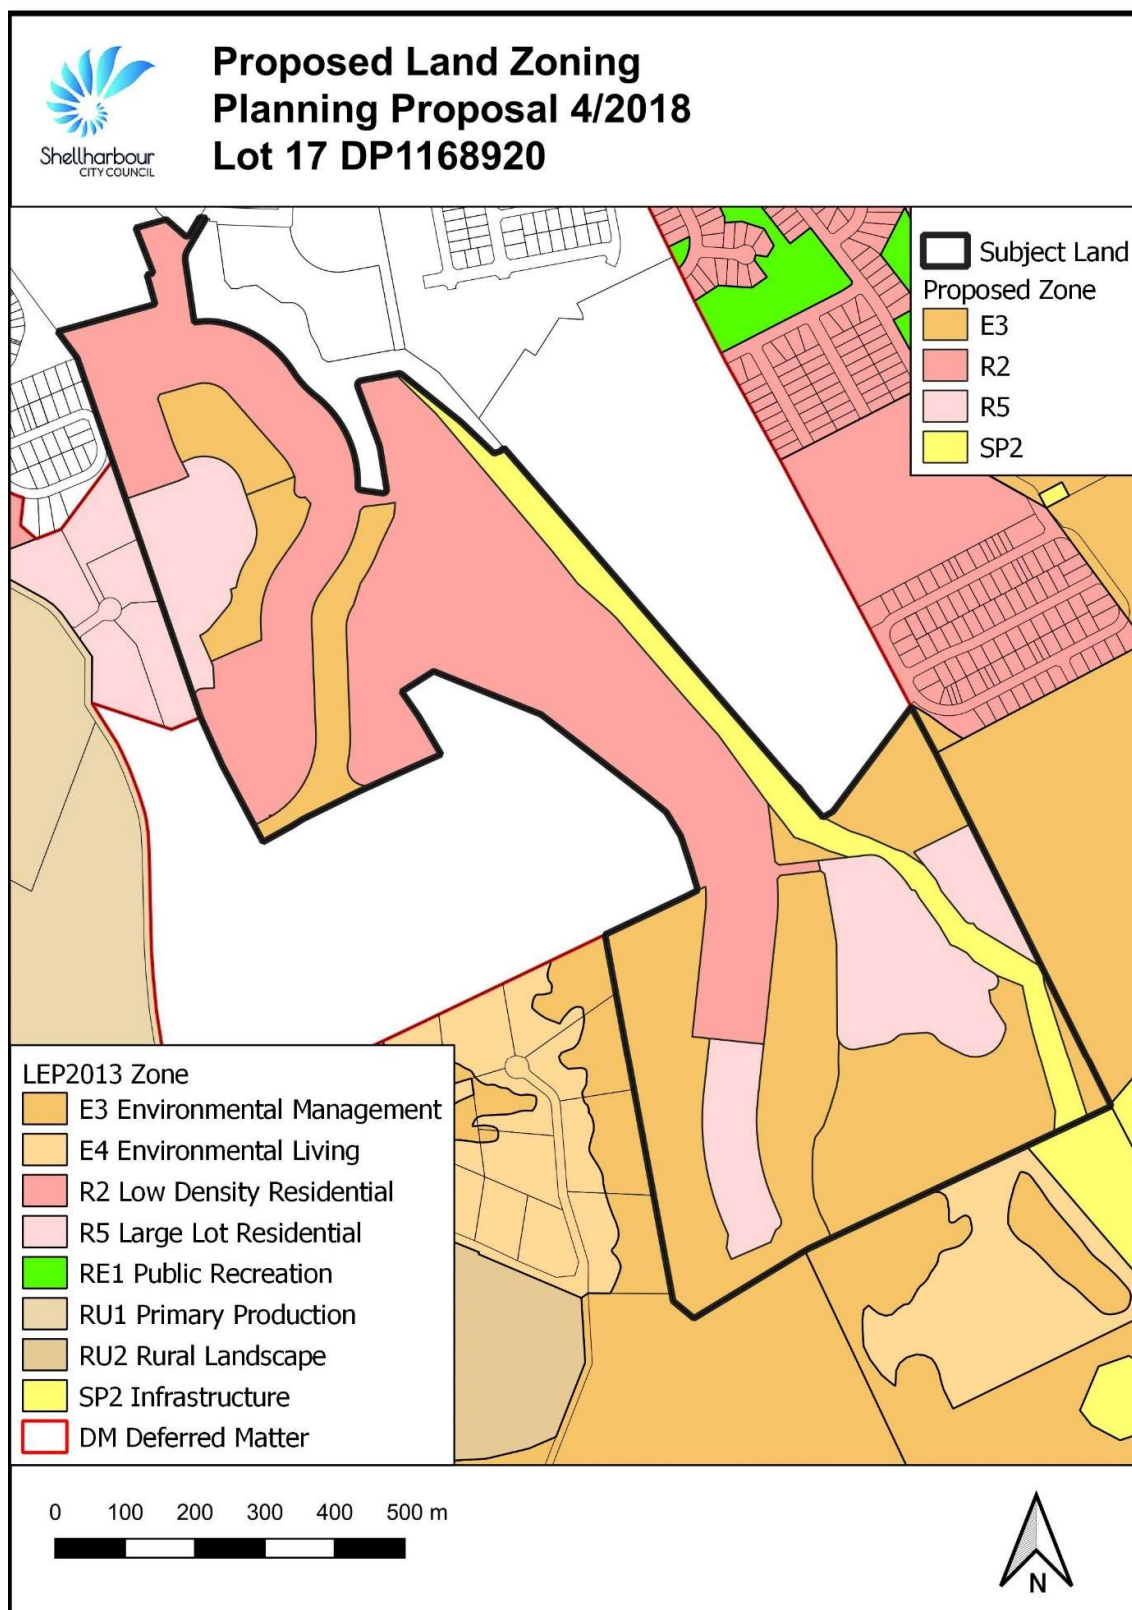 Shellharbour
CITY COUNCIL
Proposed Land Zoning
Planning Proposal 4/2018
Lot 17 DP1168920
Subject Land
Proposed Zone
E3
R2
R5
SP2
LEP2013 Zone
E3 Environmental Management
E4 Environmental Living
R2 Low Density Residential
R5 Large Lot Residential
RE1 Public Recreation
RU1 Primary Production
RU2 Rural Landscape
SP2 Infrastructure
DM Deferred Matter
0 100 200 300 400 500 m
N